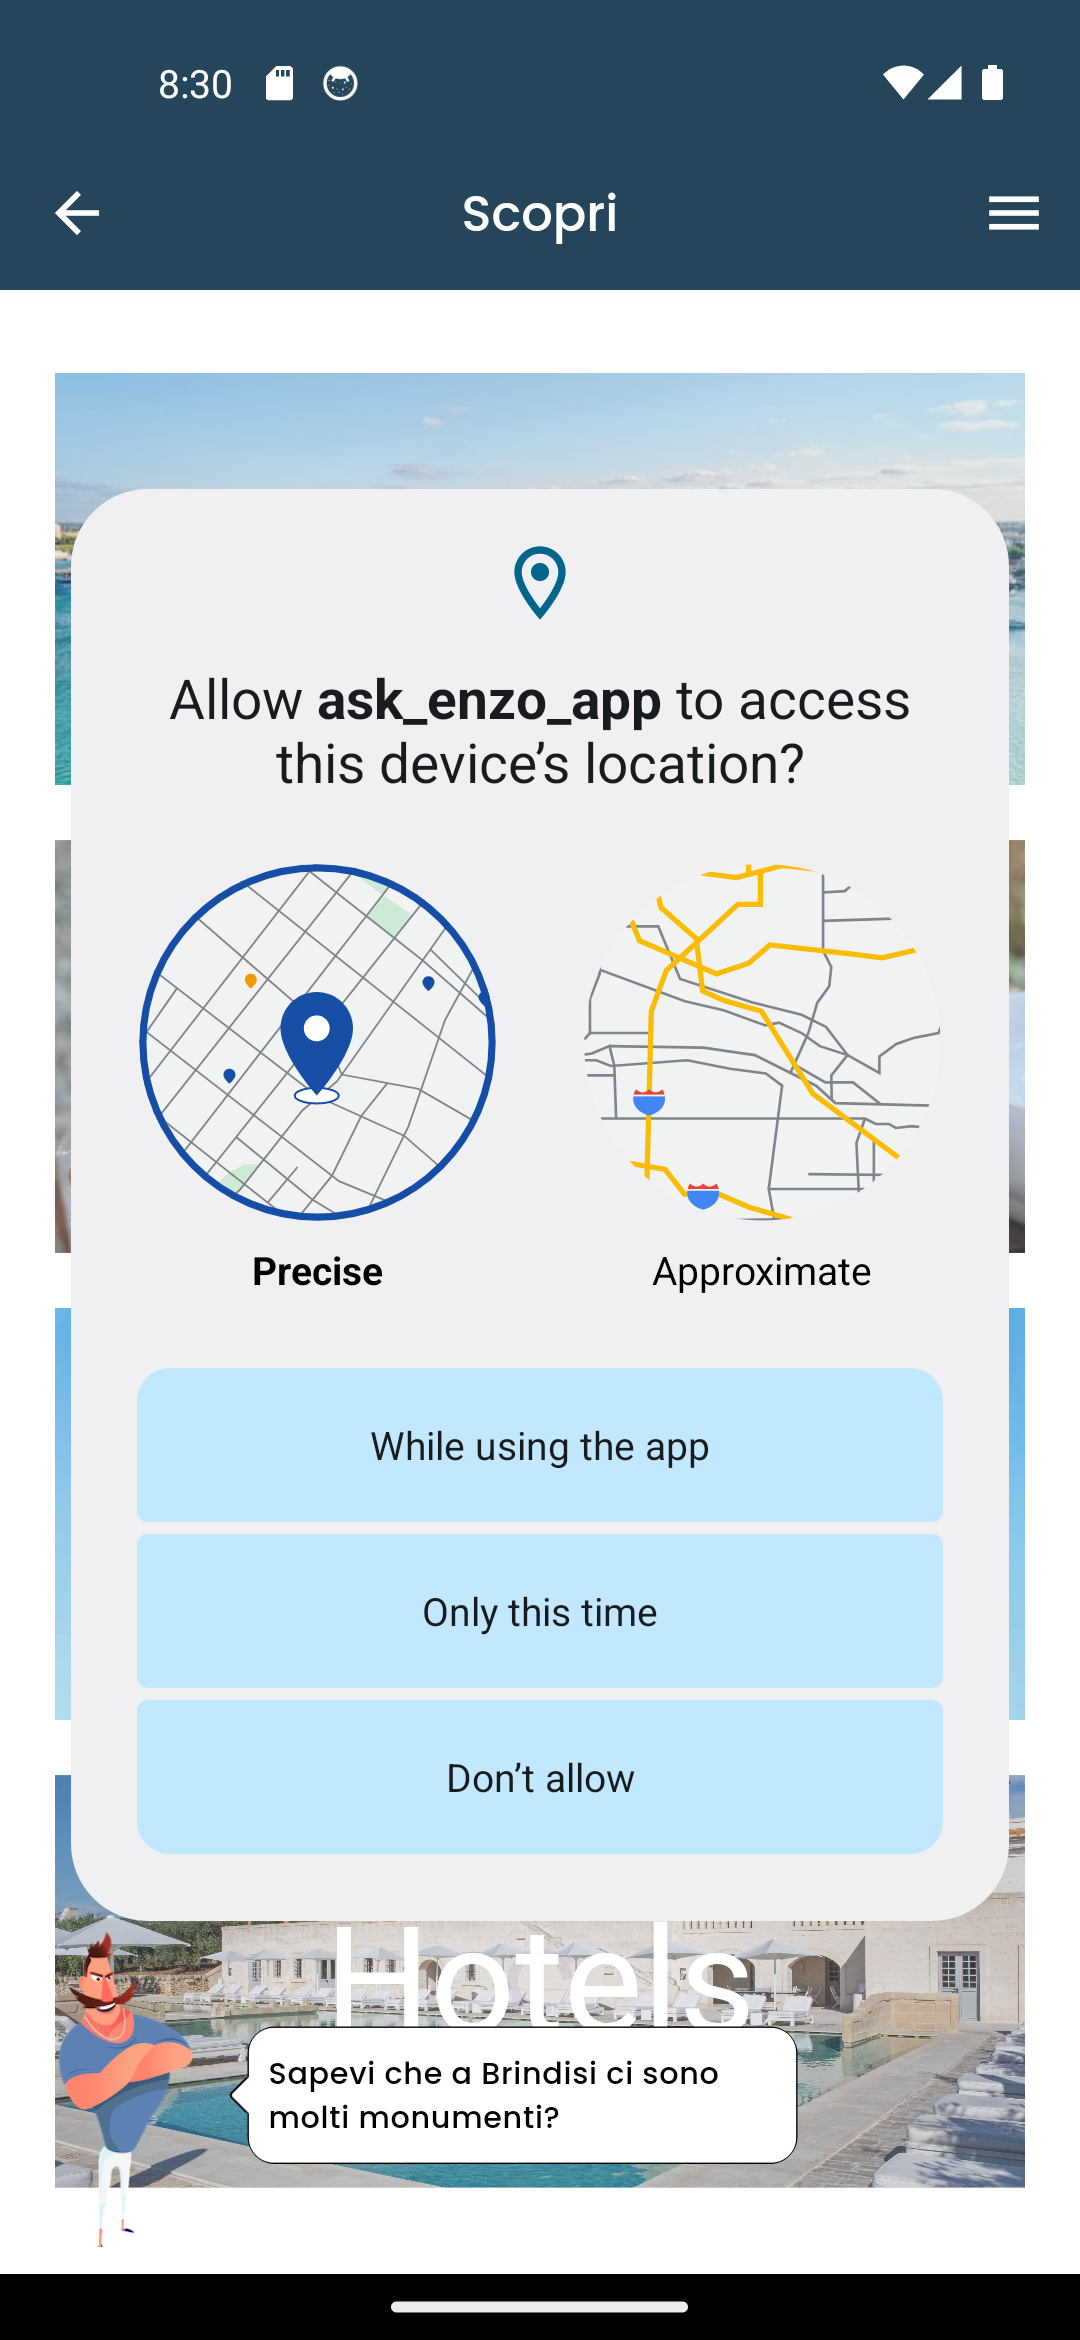 8:30
Scopri
Allow ask_enzo_app to access
this device’s location?
Precise
Approximate
While using the app
Only this time
Don’t allow
Hotels
Sapevi che a Brindisi ci sono
molti monumenti?